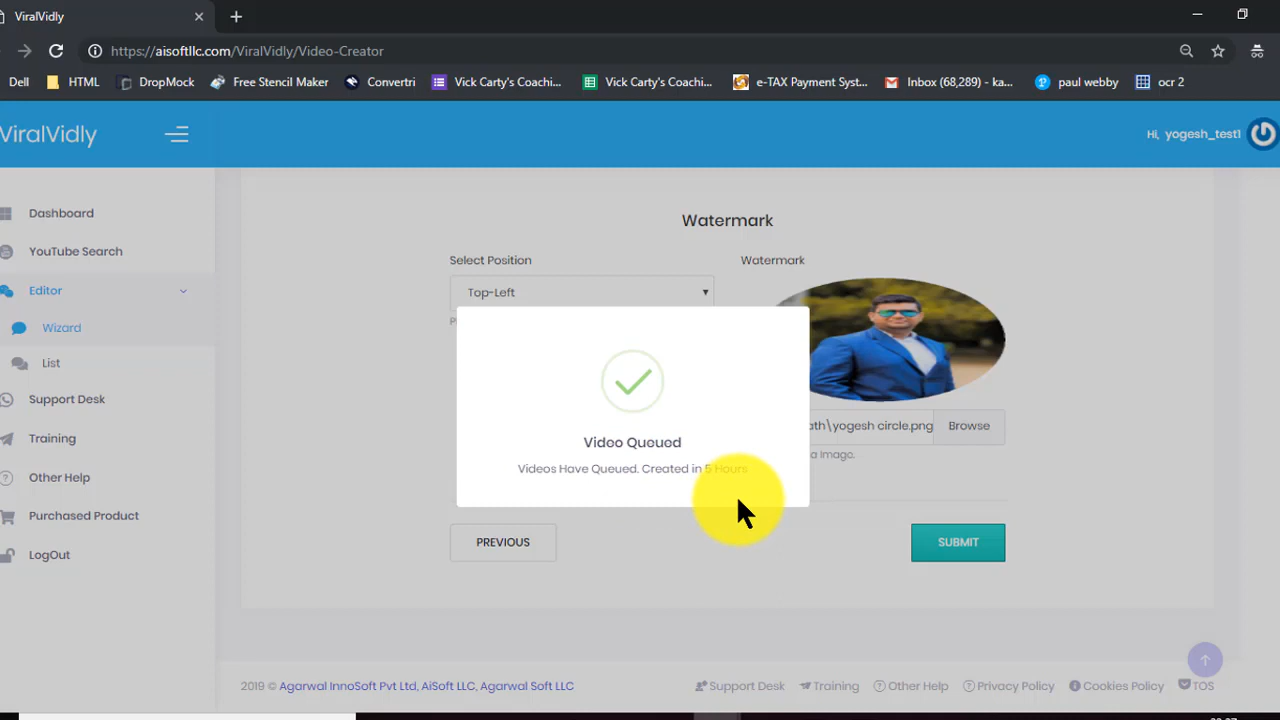 ViralVidly
https://aisoftllc.com/ViralVidly/Video-Creator
Dell HTML DropMock Free Stencil Maker Convertri Vick Carty's Coachi... Vick Carty's Coachi... e-TAX Payment Syst... Inbox (68,289) - ka... paul webby ocr 2
ViralVidly
Hi, yogesh_test1
Dashboard
YouTube Search
Editor
Wizard
List
Support Desk
Training
Other Help
Purchased Product
LogOut
Watermark
Select Position
Watermark
Top-Left
Video Queued
Videos Have Queued. Created in 5 Hours
ath\yogesh circle.png
Browse
a Image.
PREVIOUS
SUBMIT
2019 © Agarwal InnoSoft Pvt Ltd, AiSoft LLC, Agarwal Soft LLC
Support Desk Training Other Help Privacy Policy Cookies Policy TOS